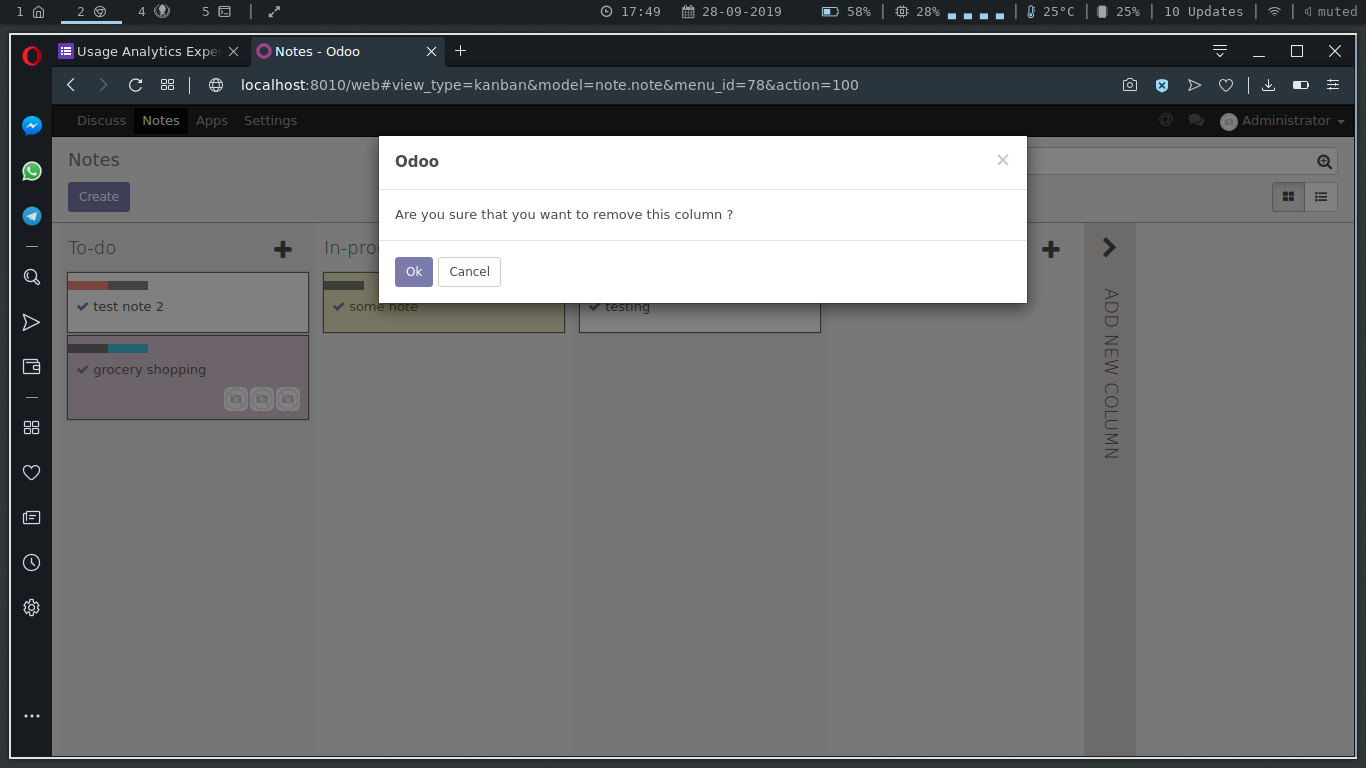 1 2 4 5 17:49 28-09-2019 58% 28% 25°C 25% 10 Updates muted
Usage Analytics Expe
Notes - Odoo
localhost:8010/web#view_type=kanban&model=note.note&menu_id=78&action=100
Discuss Notes Apps Settings @ Administrator
Notes
Create
Odoo
×
Are you sure that you want to remove this column ?
Ok Cancel
To-do
In-pro
test note 2
some note
testing
grocery shopping
ADD NEW COLUMN